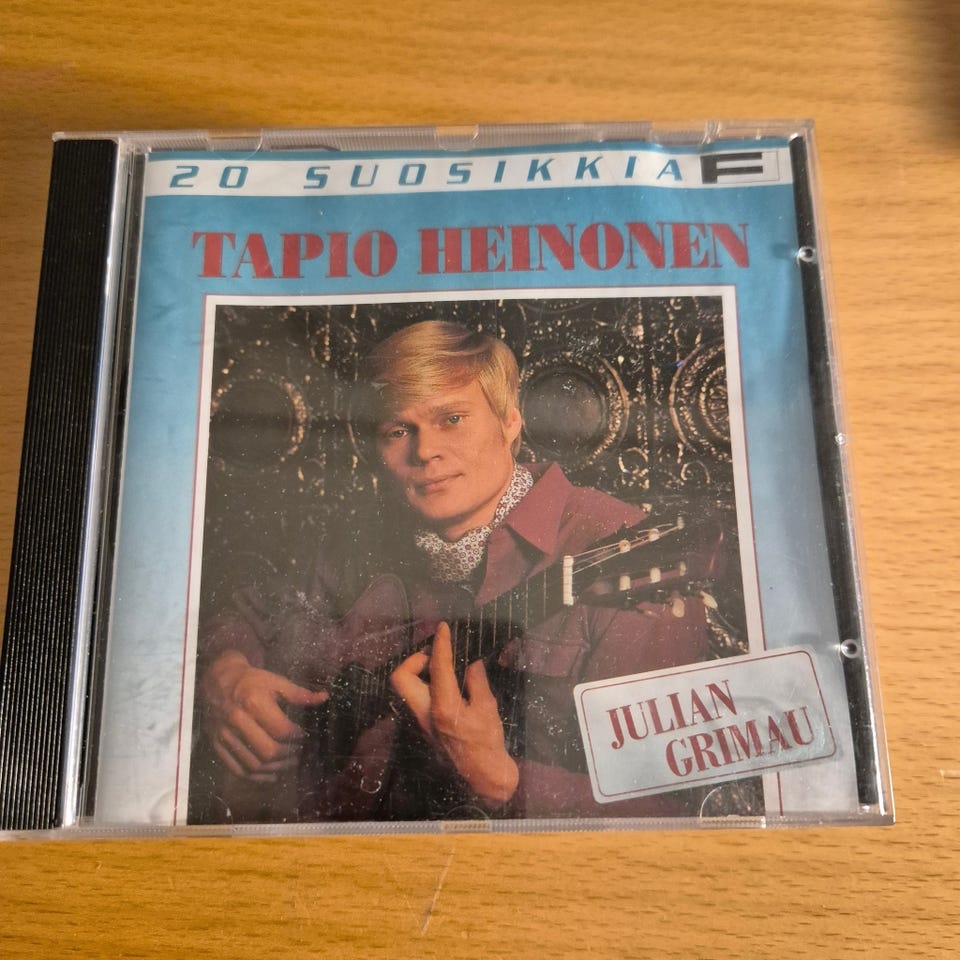 20 SUOSIKKIA F
TAPIO HEINONEN
JULIAN
GRIMAU